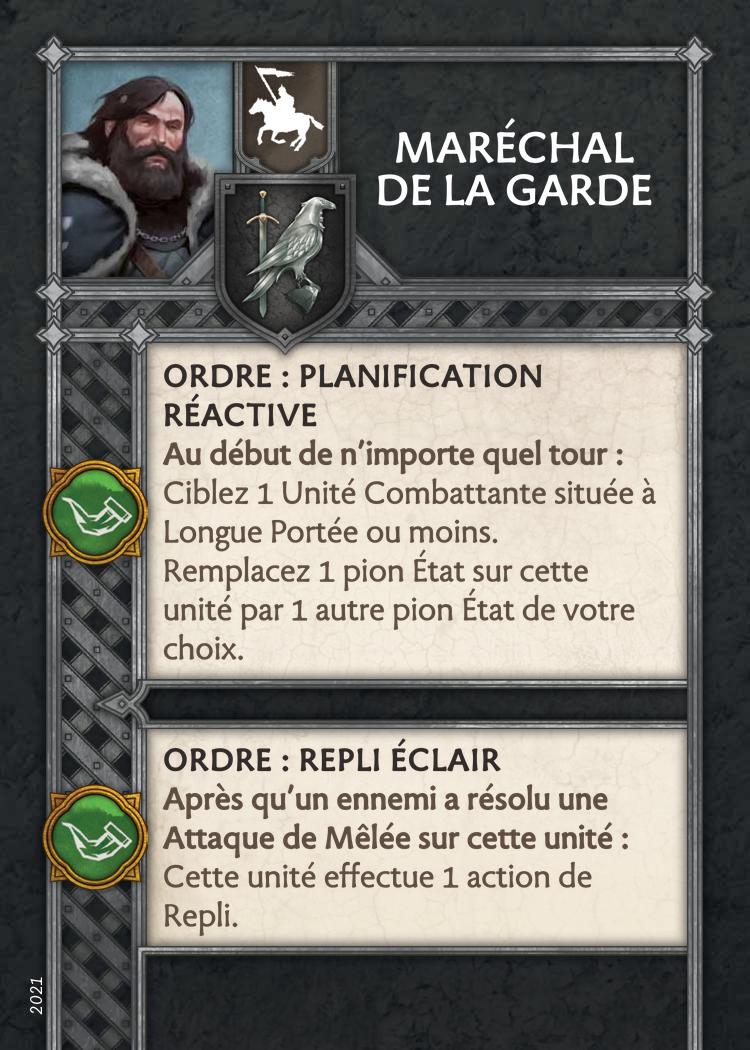 MARÉCHAL
DE LA GARDE
ORDRE : PLANIFICATION
RÉACTIVE
Au début de n'importe quel tour :
Ciblez 1 Unité Combattante située à
Longue Portée ou moins.
Remplacez 1 pion État sur cette
unité par 1 autre pion État de votre
choix.
ORDRE : REPLI ÉCLAIR
Après qu'un ennemi a résolu une
Attaque de Mêlée sur cette unité :
Cette unité effectue 1 action de
Repli.
2021